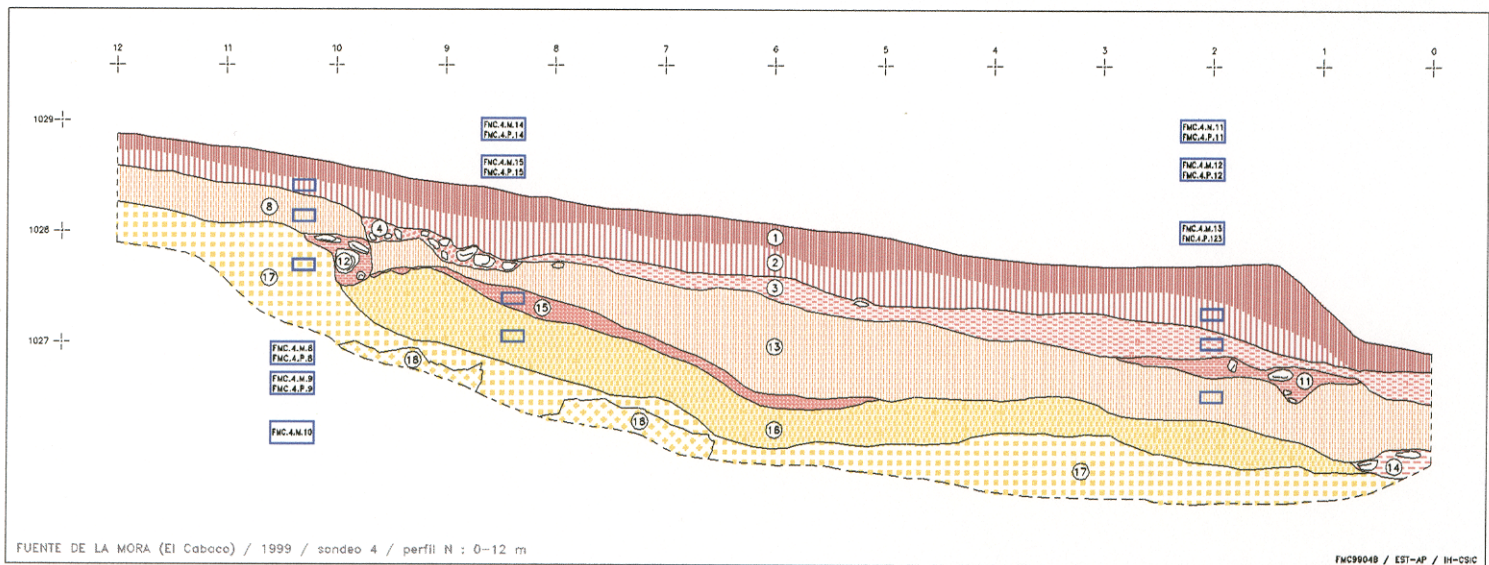 12 11 10 9 8 7 6 5 4 3 2 1 0
1029
FMC.4.M.14
FMC.4.P.14
FMC.4.M.11
FMC.4.P.11
FMC.4.M.15
FMC.4.P.15
FMC.4.M.12
FMC.4.P.12
8
1028
4
1
FMC.4.M.13
FMC.4.P.123
12
2
17
3
15
1027
13
FMC.4.M.8
FMC.4.P.8
18
FMC.4.M.9
FMC.4.P.9
11
FMC.4.M.10
18
16
17
14
FUENTE DE LA MORA (El Cabaco) / 1999 / sondeo 4 / perfil N : 0-12 m
FMC9904B / EST-AP / IH-CSIC